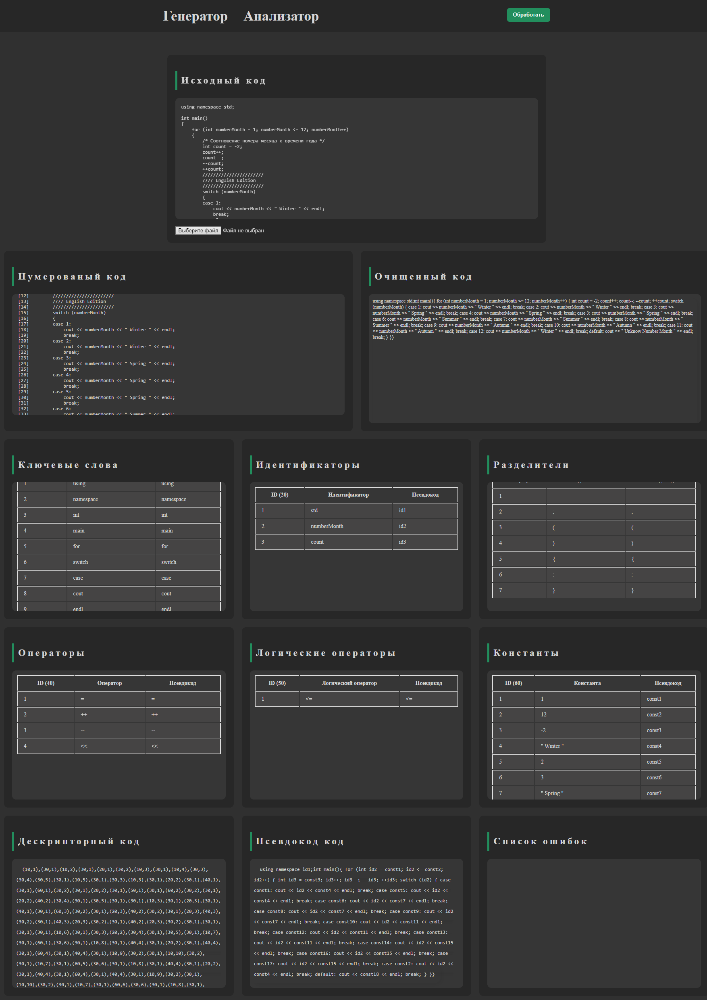 Генератор Анализатор Обработать
Исходный код
using namespace std;
int main()
{
for (int numberMonth = 1; numberMonth <= 12; numberMonth++)
{
/* Соотношение номера месяца к времени года */
int count = -2;
count++;
count--;
--count;
++count;
///////////////////////
//// English Edition
///////////////////////
switch (numberMonth)
{
case 1:
cout << numberMonth << " Winter " << endl;
break;
Выберите файл Файл не выбран
Нумерованый код
[12] ///////////////////////
[13] //// English Edition
[14] ///////////////////////
[15] switch (numberMonth)
[16] {
[17] case 1:
[18] cout << numberMonth << " Winter " << endl;
[19] break;
[20] case 2:
[21] cout << numberMonth << " Winter " << endl;
[22] break;
[23] case 3:
[24] cout << numberMonth << " Spring " << endl;
[25] break;
[26] case 4:
[27] cout << numberMonth << " Spring " << endl;
[28] break;
[29] case 5:
[30] cout << numberMonth << " Spring " << endl;
[31] break;
[32] case 6:
[33] cout << numberMonth << " Summer " << endl;
Очищенный код
using namespace std;int main(){ for (int numberMonth = 1; numberMonth <= 12; numberMonth++) { int count = -2; count++; count--; --count; ++count; switch
(numberMonth) { case 1: cout << numberMonth << " Winter " << endl; break; case 2: cout << numberMonth << " Winter " << endl; break; case 3: cout <<
numberMonth << " Spring " << endl; break; case 4: cout << numberMonth << " Spring " << endl; break; case 5: cout << numberMonth << " Spring " << endl; break;
case 6: cout << numberMonth << " Summer " << endl; break; case 7: cout << numberMonth << " Summer " << endl; break; case 8: cout << numberMonth << "
Summer " << endl; break; case 9: cout << numberMonth << " Autumn " << endl; break; case 10: cout << numberMonth << " Autumn " << endl; break; case 11: cout
<< numberMonth << " Autumn " << endl; break; case 12: cout << numberMonth << " Winter " << endl; break; default: cout << " Unknow Number Month " << endl;
break; } }}
Ключевые слова
1 using using
2 namespace namespace
3 int int
4 main main
5 for for
6 switch switch
7 case case
8 cout cout
9 endl endl
Идентификаторы
ID (20) Идентификатор Псевдокод
1 std id1
2 numberMonth id2
3 count id3
Разделители
1
2 ; ;
3 ( (
4 ) )
5 { {
6 : :
7 } }
Операторы
ID (40) Оператор Псевдокод
1 = =
2 ++ ++
3 -- --
4 << <<
Логические операторы
ID (50) Логический оператор Псевдокод
1 <= <=
Константы
ID (60) Константа Псевдокод
1 1 const1
2 12 const2
3 -2 const3
4 " Winter " const4
5 2 const5
6 3 const6
7 " Spring " const7
Дескрипторный код
(10,1),(30,1),(10,2),(30,1),(20,1),(30,2),(10,3),(30,1),(10,4),(30,3),
(30,4),(30,5),(30,1),(10,5),(30,1),(30,3),(10,3),(30,1),(20,2),(30,1),(40,1),
(30,1),(60,1),(30,2),(30,1),(20,2),(30,1),(50,1),(30,1),(60,2),(30,2),(30,1),
(20,2),(40,2),(30,4),(30,1),(30,5),(30,1),(30,1),(10,3),(30,1),(20,3),(30,1),
(40,1),(30,1),(60,3),(30,2),(30,1),(20,3),(40,2),(30,2),(30,1),(20,3),(40,3),
(30,2),(30,1),(40,3),(20,3),(30,2),(30,1),(40,2),(20,3),(30,2),(30,1),(30,1),
(30,1),(30,1),(10,6),(30,1),(30,3),(20,2),(30,4),(30,1),(30,5),(30,1),(10,7),
(30,1),(60,1),(30,6),(30,1),(10,8),(30,1),(40,4),(30,1),(20,2),(30,1),(40,4),
(30,1),(60,4),(30,1),(40,4),(30,1),(10,9),(30,2),(30,1),(10,10),(30,2),
(30,1),(10,7),(30,1),(60,5),(30,6),(30,1),(10,8),(30,1),(40,4),(30,1),(20,2),
(30,1),(40,4),(30,1),(60,4),(30,1),(40,4),(30,1),(10,9),(30,2),(30,1),
(10,10),(30,2),(30,1),(10,7),(30,1),(60,6),(30,6),(30,1),(10,8),(30,1),
Псевдокод код
using namespace id1;int main(){ for (int id2 = const1; id2 <= const2;
id2++) { int id3 = const3; id3++; id3--; --id3; ++id3; switch (id2) { case
const1: cout << id2 << const4 << endl; break; case const5: cout << id2 <<
const4 << endl; break; case const6: cout << id2 << const7 << endl; break;
case const8: cout << id2 << const7 << endl; break; case const9: cout << id2
<< const7 << endl; break; case const10: cout << id2 << const11 << endl;
break; case const12: cout << id2 << const11 << endl; break; case const13:
cout << id2 << const11 << endl; break; case const14: cout << id2 << const15
<< endl; break; case const16: cout << id2 << const15 << endl; break; case
const17: cout << id2 << const15 << endl; break; case const2: cout << id2 <<
const4 << endl; break; default: cout << const18 << endl; break; } }}
Список ошибок